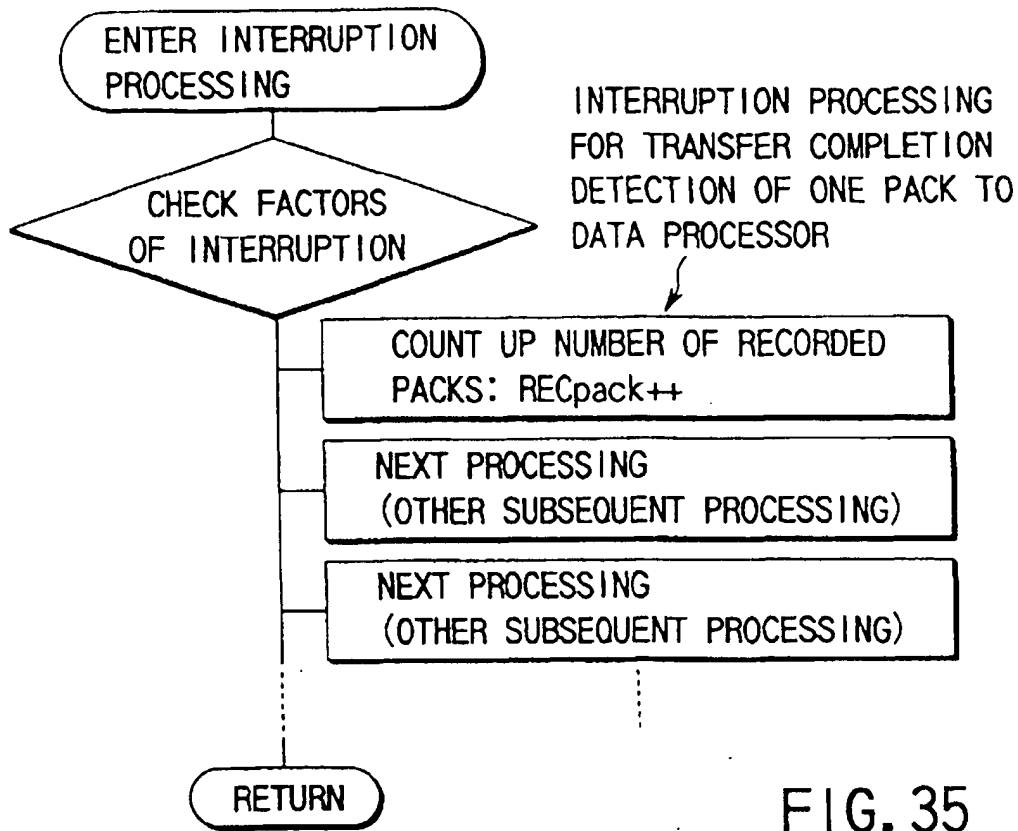 ENTER INTERRUPTION
PROCESSING
INTERRUPTION PROCESSING
FOR TRANSFER COMPLETION
DETECTION OF ONE PACK TO
DATA PROCESSOR
CHECK FACTORS
OF INTERRUPTION
COUNT UP NUMBER OF RECORDED
PACKS: RECpack++
NEXT PROCESSING
(OTHER SUBSEQUENT PROCESSING)
NEXT PROCESSING
(OTHER SUBSEQUENT PROCESSING)
RETURN
FIG. 35